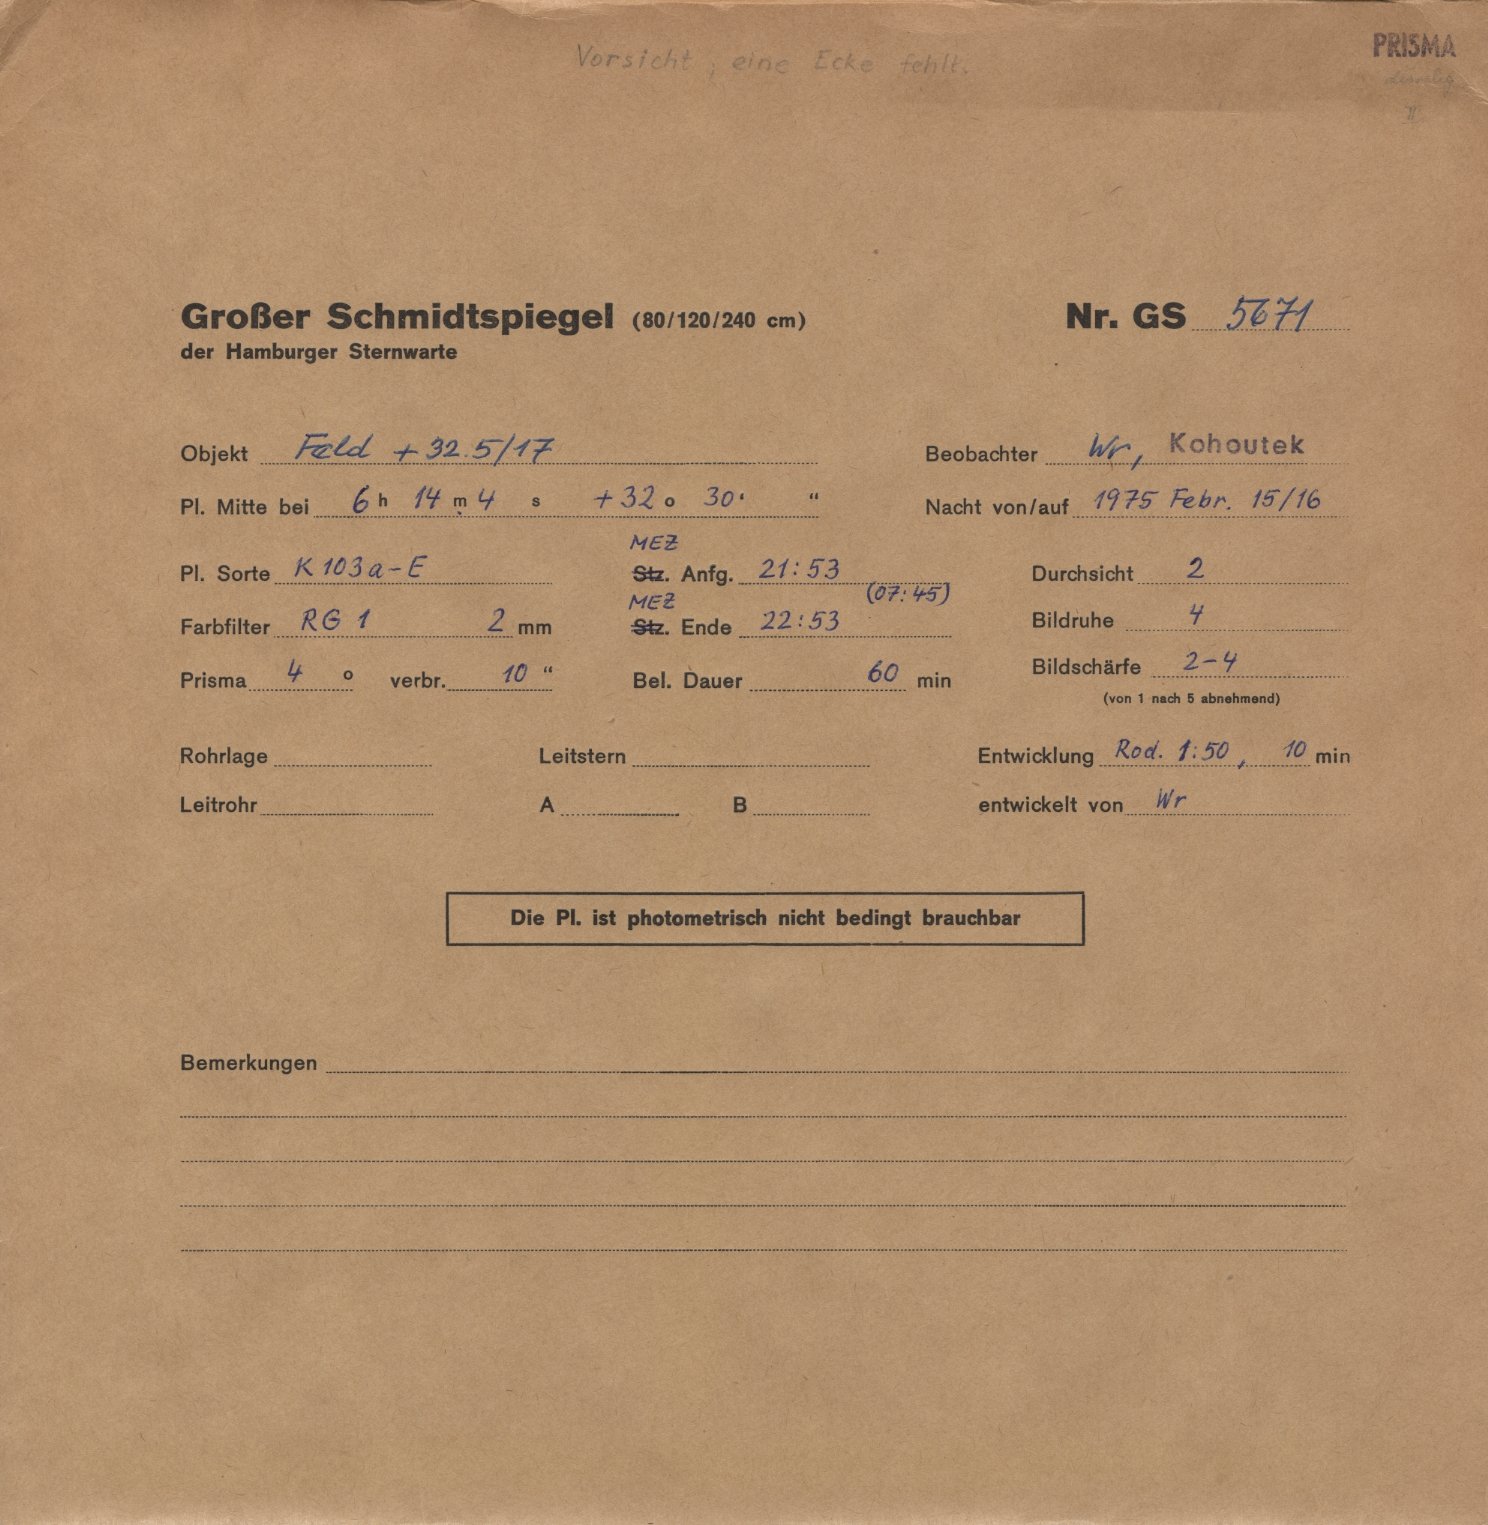 Vorsicht, eine Ecke fehlt.
PRISMA
II
Großer Schmidtspiegel (80/120/240 cm)
der Hamburger Sternwarte
Nr. GS 5671
Objekt Feld +32.5/17
Beobachter Wr, Kohoutek
Pl. Mitte bei 6 h 14 m 4 s +32 o 30 ' "
Nacht von/auf 1975 Febr. 15/16
MEZ
Pl. Sorte K 103a-E
Stz. Anfg. 21:53
Durchsicht 2
MEZ (07:45)
Farbfilter RG 1 2 mm
Stz. Ende 22:53
Bildruhe 4
Prisma 4 o verbr. 10 "
Bel. Dauer 60 min
Bildschärfe 2-4
(von 1 nach 5 abnehmend)
Rohrlage
Leitstern
Entwicklung Rod. 1:50, 10 min
Leitrohr
A
B
entwickelt von Wr
Die Pl. ist photometrisch nicht bedingt brauchbar
Bemerkungen